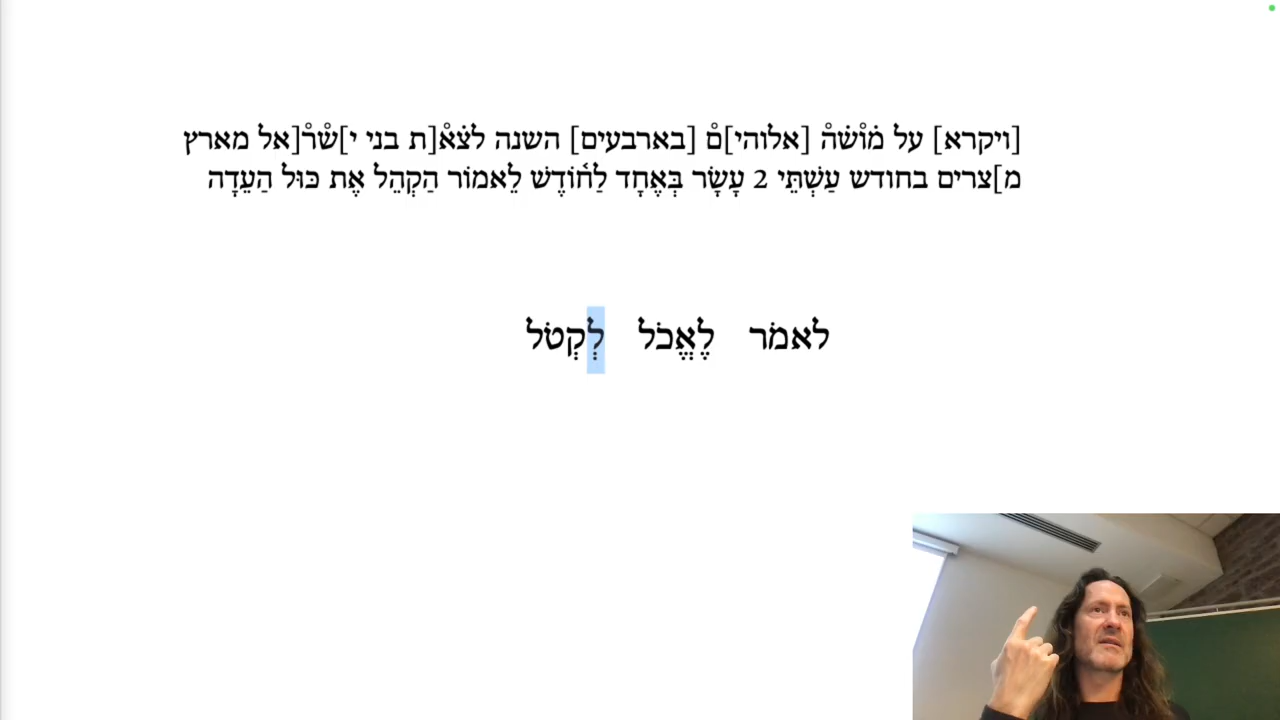 [ויקרא] על מׄוׄשׄה֯ [אלוהי]ם֯ [בארבעים] השנה לצׄא֯[ת בני י]ש֯ר֯[אל מארץ
מ]צרים בחודש עַשְׁתֵּי 2 עָשָׂר בְּאֶחָד לַחׄוֹדֶשׁ לֵאמוֹר הַקְהֵל אֶת כּוּל הַעֵדָה
לאמֹר לֶאֱכֹל לְקְטֹל